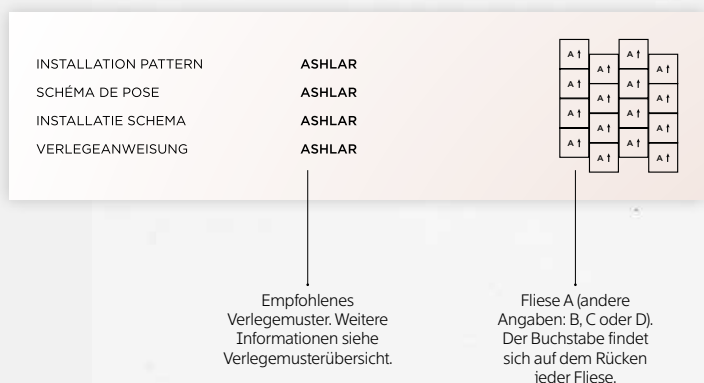 INSTALLATION PATTERN ASHLAR
SCHÉMA DE POSE ASHLAR
INSTALLATIE SCHEMA ASHLAR
VERLEGEANWEISUNG ASHLAR
A↑ A↑
A↑ A↑
A↑ A↑
A↑ A↑
A↑ A↑
A↑ A↑
A↑ A↑
A↑ A↑
Empfohlenes
Verlegemuster. Weitere
Informationen siehe
Verlegemusterübersicht.
Fliese A (andere
Angaben: B, C oder D).
Der Buchstabe findet
sich auf dem Rücken
jeder Fliese.